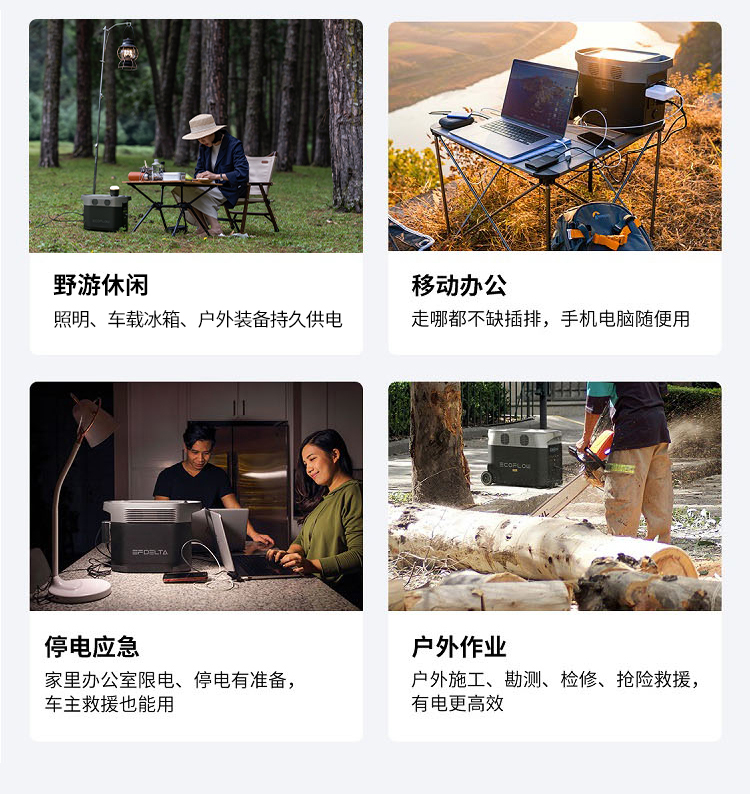 野游休闲
照明、车载冰箱、户外装备持久供电
移动办公
走哪都不缺插排，手机电脑随便用
EFDELTA
ECOFLOW
停电应急
家里办公室限电、停电有准备，
车主救援也能用
户外作业
户外施工、勘测、检修、抢险救援，
有电更高效